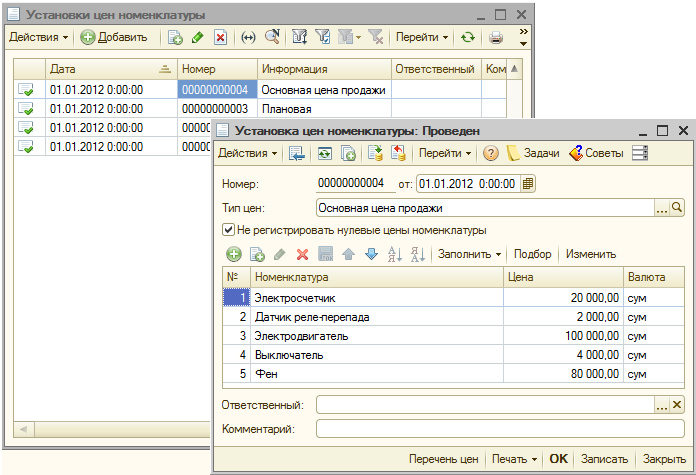 Установки цен номенклатуры
Действия Добавить Перейти
Дата Номер Информация Ответственный Ком
01.01.2012 0:00:00 00000000004 Основная цена продажи
01.01.2012 0:00:00 00000000003 Плановая
01.01.2012 0:00:00
01.01.2012 0:00:00
Установка цен номенклатуры: Проведен
Действия Перейти Задачи Советы
Номер: 00000000004 от: 01.01.2012 0:00:00
Тип цен: Основная цена продажи
Не регистрировать нулевые цены номенклатуры
Заполнить Подбор Изменить
№ Номенклатура Цена Валюта
1 Электросчетчик 20 000,00 сум
2 Датчик реле-перепада 2 000,00 сум
3 Электродвигатель 100 000,00 сум
4 Выключатель 4 000,00 сум
5 Фен 80 000,00 сум
Ответственный:
Комментарий:
Перечень цен Печать OK Записать Закрыть